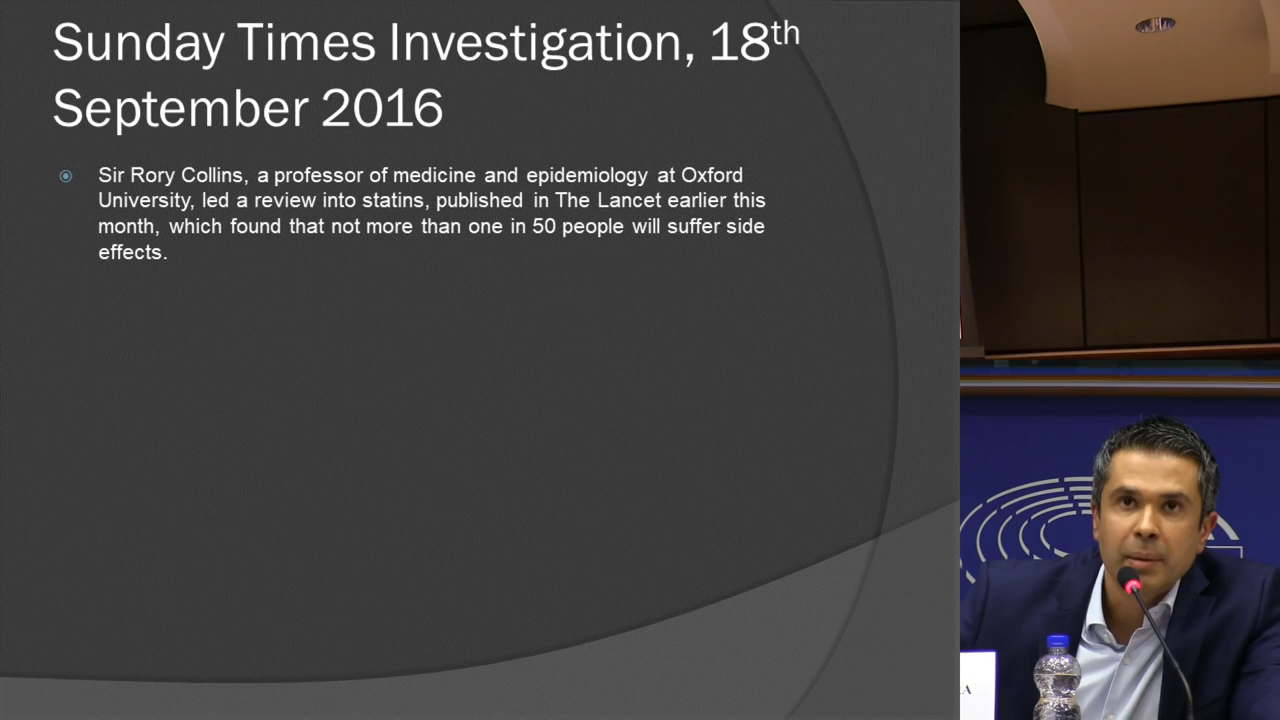 Sunday Times Investigation, 18th
September 2016
Sir Rory Collins, a professor of medicine and epidemiology at Oxford
University, led a review into statins, published in The Lancet earlier this
month, which found that not more than one in 50 people will suffer side
effects.